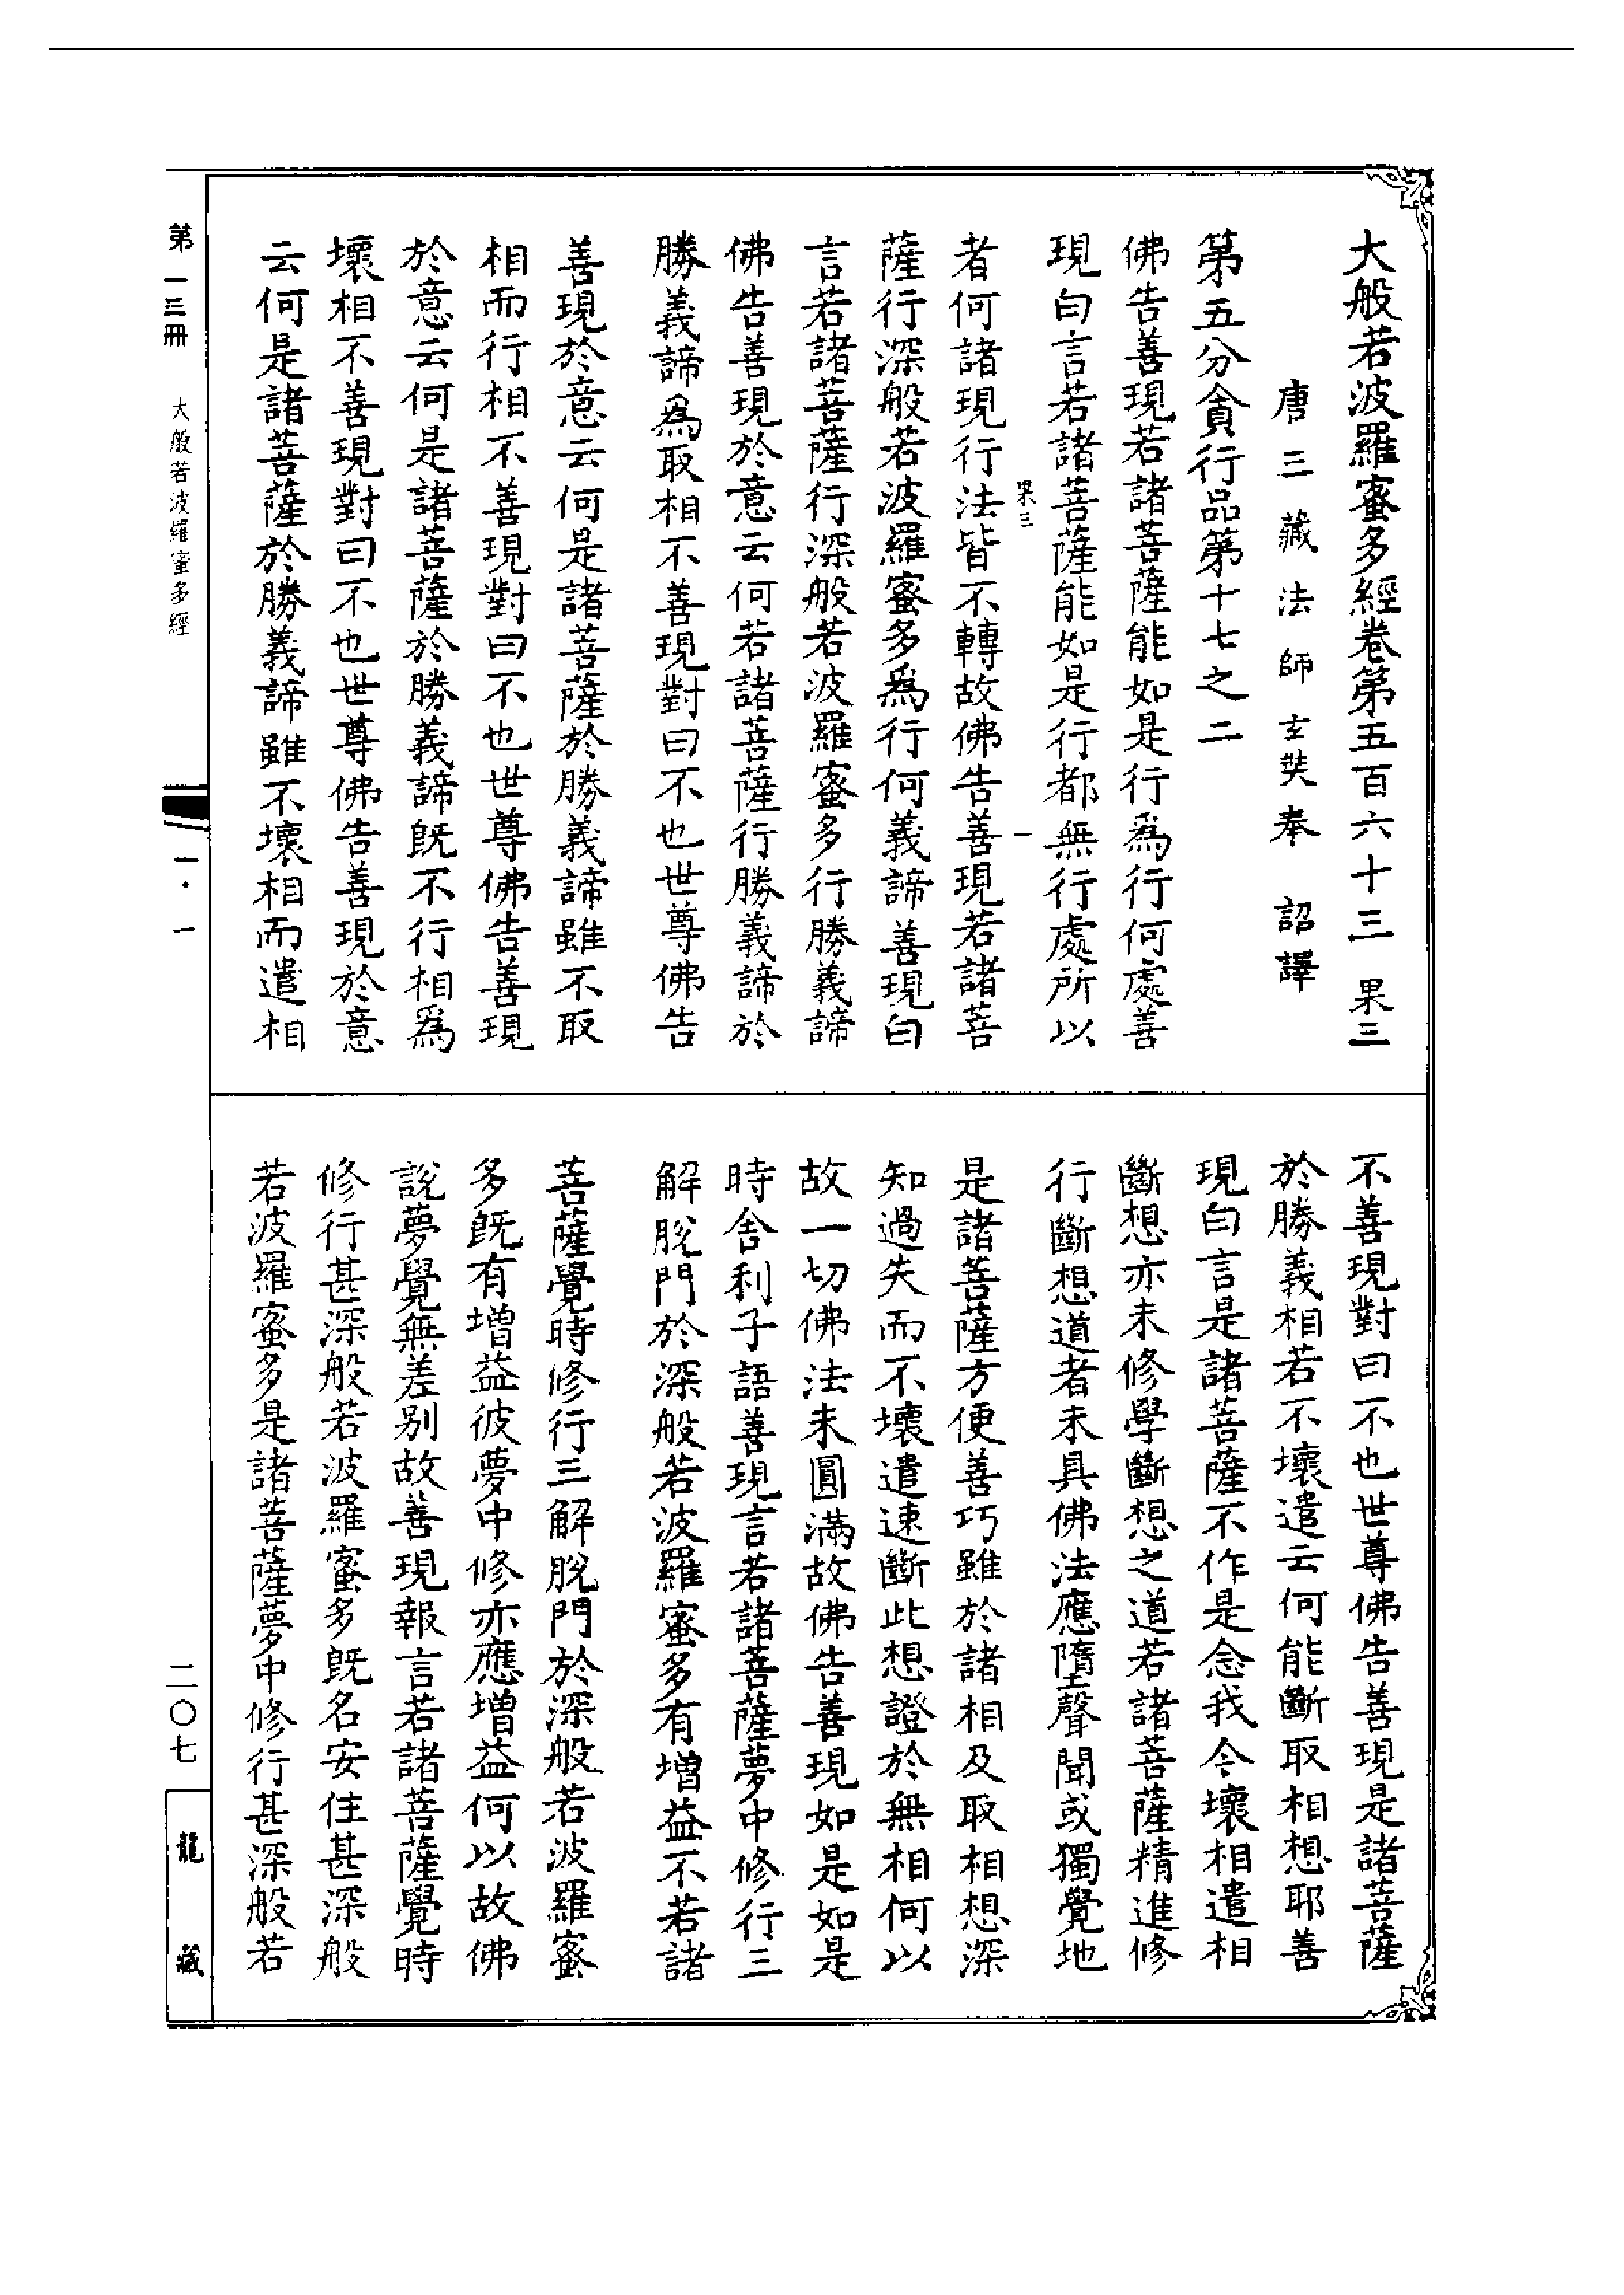 大般若波羅蜜多經卷第五百六十三　果三
唐三藏法師玄奘奉　詔譯
第五分貪行品第十七之二
佛告善現若諸菩薩能如是行為行何處善
現白言若諸菩薩能如是行都無行處所以
果三　一
者何諸現行法皆不轉故佛告善現若諸菩
薩行深般若波羅蜜多為行何義諦善現白
言若諸菩薩行深般若波羅蜜多行勝義諦
佛告善現於意云何若諸菩薩行勝義諦於
勝義諦為取相不善現對曰不也世尊佛告
善現於意云何是諸菩薩於勝義諦雖不取
相而行相不善現對曰不也世尊佛告善現
於意云何是諸菩薩於勝義諦既不行相為
壞相不善現對曰不也世尊佛告善現於意
云何是諸菩薩於勝義諦雖不壞相而遣相
不善現對曰不也世尊佛告善現是諸菩薩
於勝義相若不壞遣云何能斷取相想耶善
現白言是諸菩薩不作是念我今壞相遣相
斷想亦未修學斷想之道若諸菩薩精進修
行斷想道者未具佛法應墮聲聞或獨覺地
是諸菩薩方便善巧雖於諸相及取相想深
知過失而不壞遣速斷此想證於無相何以
故一切佛法未圓滿故佛告善現如是如是
時舍利子語善現言若諸菩薩夢中修行三
解脫門於深般若波羅蜜多有增益不若諸
菩薩覺時修行三解脫門於深般若波羅蜜
多既有增益彼夢中修亦應增益何以故佛
說夢覺無差別故善現報言若諸菩薩覺時
修行甚深般若波羅蜜多既名安住甚深般
若波羅蜜多是諸菩薩夢中修行甚深般若
第一三冊　大般若波羅蜜多經　一·一　二〇七　龍藏